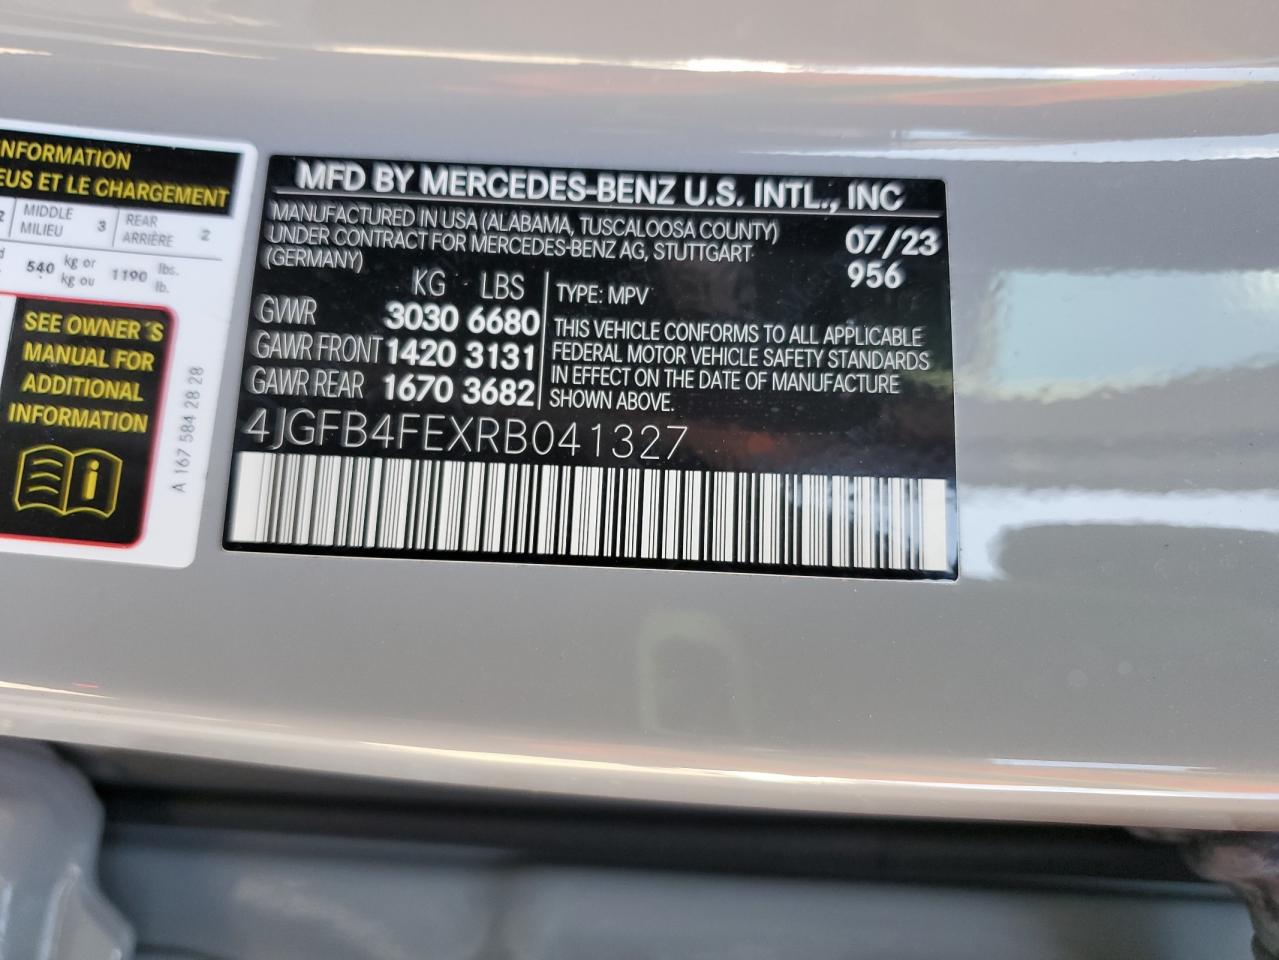 INFORMATION
EUS ET LE CHARGEMENT
2 MIDDLE MILIEU 3 REAR ARRIÈRE 2
540 kg or kg ou 1190 lbs. lb.
SEE OWNER´S
MANUAL FOR
ADDITIONAL
INFORMATION
i
A 167 584 28 28
MFD BY MERCEDES-BENZ U.S. INTL., INC
MANUFACTURED IN USA (ALABAMA, TUSCALOOSA COUNTY)
UNDER CONTRACT FOR MERCEDES-BENZ AG, STUTTGART
(GERMANY)
07/23
956
KG LBS
GVWR 3030 6680
GAWR FRONT 1420 3131
GAWR REAR 1670 3682
TYPE: MPV
THIS VEHICLE CONFORMS TO ALL APPLICABLE
FEDERAL MOTOR VEHICLE SAFETY STANDARDS
IN EFFECT ON THE DATE OF MANUFACTURE
SHOWN ABOVE.
4JGFB4FEXRB041327